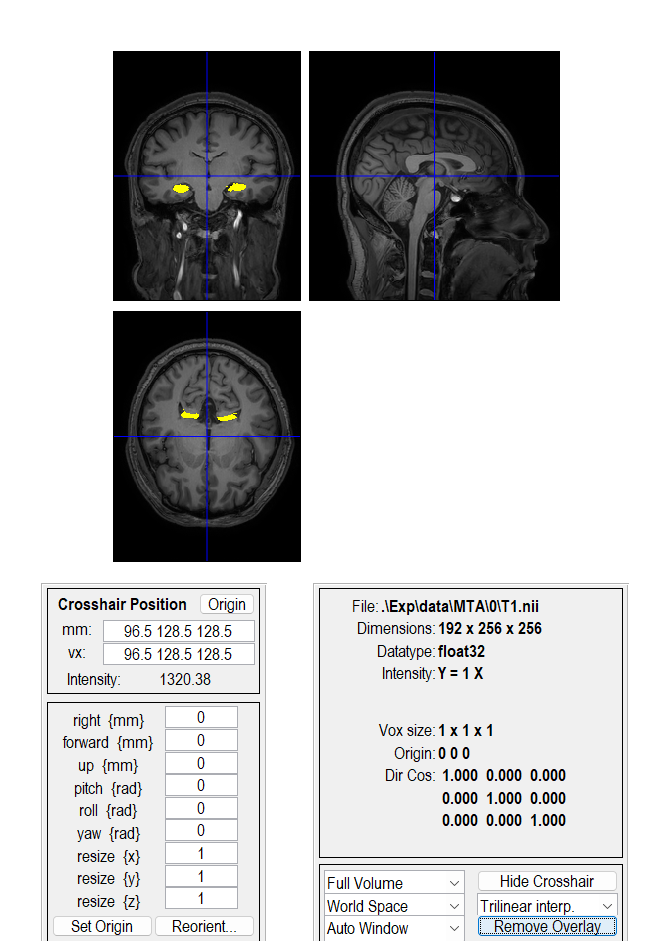 Crosshair Position Origin
mm: 96.5 128.5 128.5
vx: 96.5 128.5 128.5
Intensity: 1320.38
right {mm} 0
forward {mm} 0
up {mm} 0
pitch {rad} 0
roll {rad} 0
yaw {rad} 0
resize {x} 1
resize {y} 1
resize {z} 1
Set Origin Reorient...
File: .\Exp\data\MTA\0\T1.nii
Dimensions: 192 x 256 x 256
Datatype: float32
Intensity: Y = 1 X
Vox size: 1 x 1 x 1
Origin: 0 0 0
Dir Cos: 1.000 0.000 0.000
0.000 1.000 0.000
0.000 0.000 1.000
Full Volume Hide Crosshair
World Space Trilinear interp.
Auto Window Remove Overlay